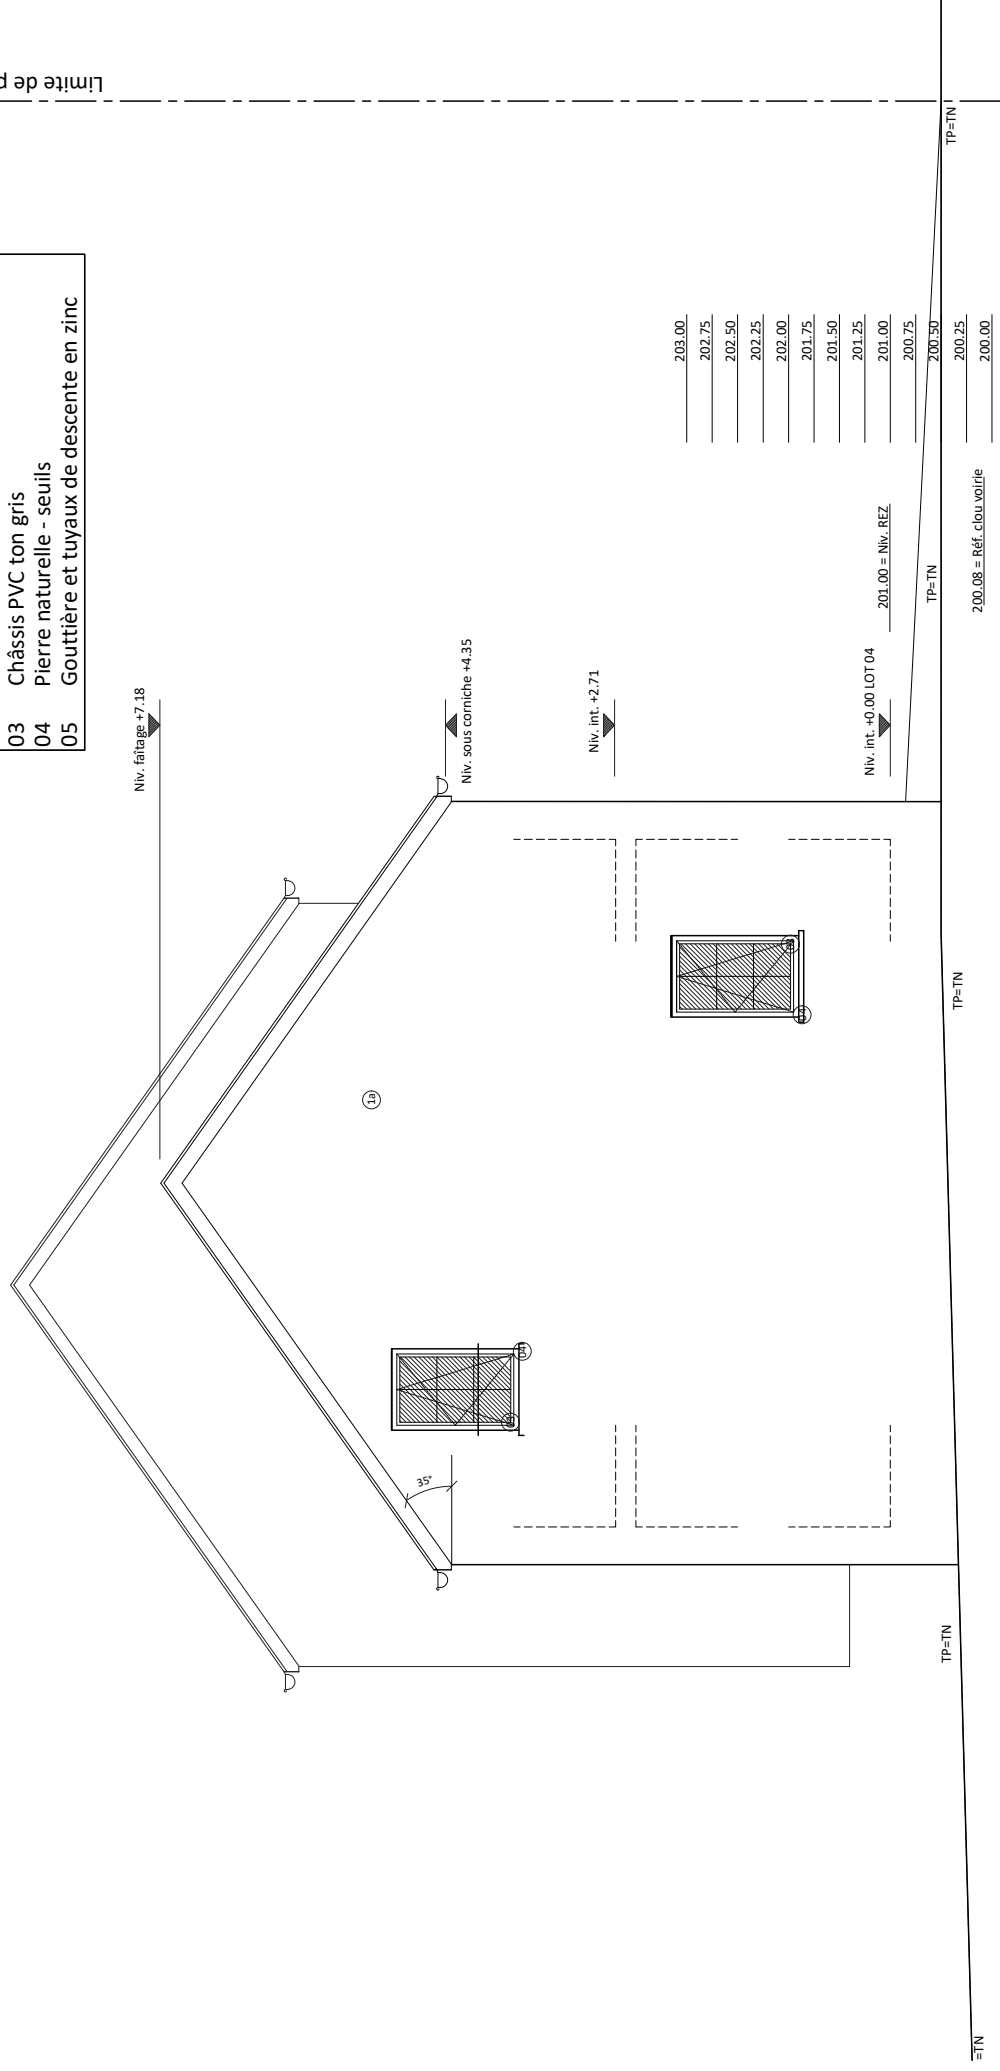 Limite de p
03 Châssis PVC ton gris
04 Pierre naturelle - seuils
05 Gouttière et tuyaux de descente en zinc
Niv. faîtage +7.18
Niv. sous corniche +4.35
Niv. int. +2.71
Niv. int. +0.00 LOT 04
201.00 = Niv. REZ
203.00
202.75
202.50
202.25
202.00
201.75
201.50
201.25
201.00
200.75
200.50
200.25
200.00
200.08 = Réf. clou voirie
1a
35°
03
04
03
04
TP=TN
TP=TN
TP=TN
TP=TN
=TN